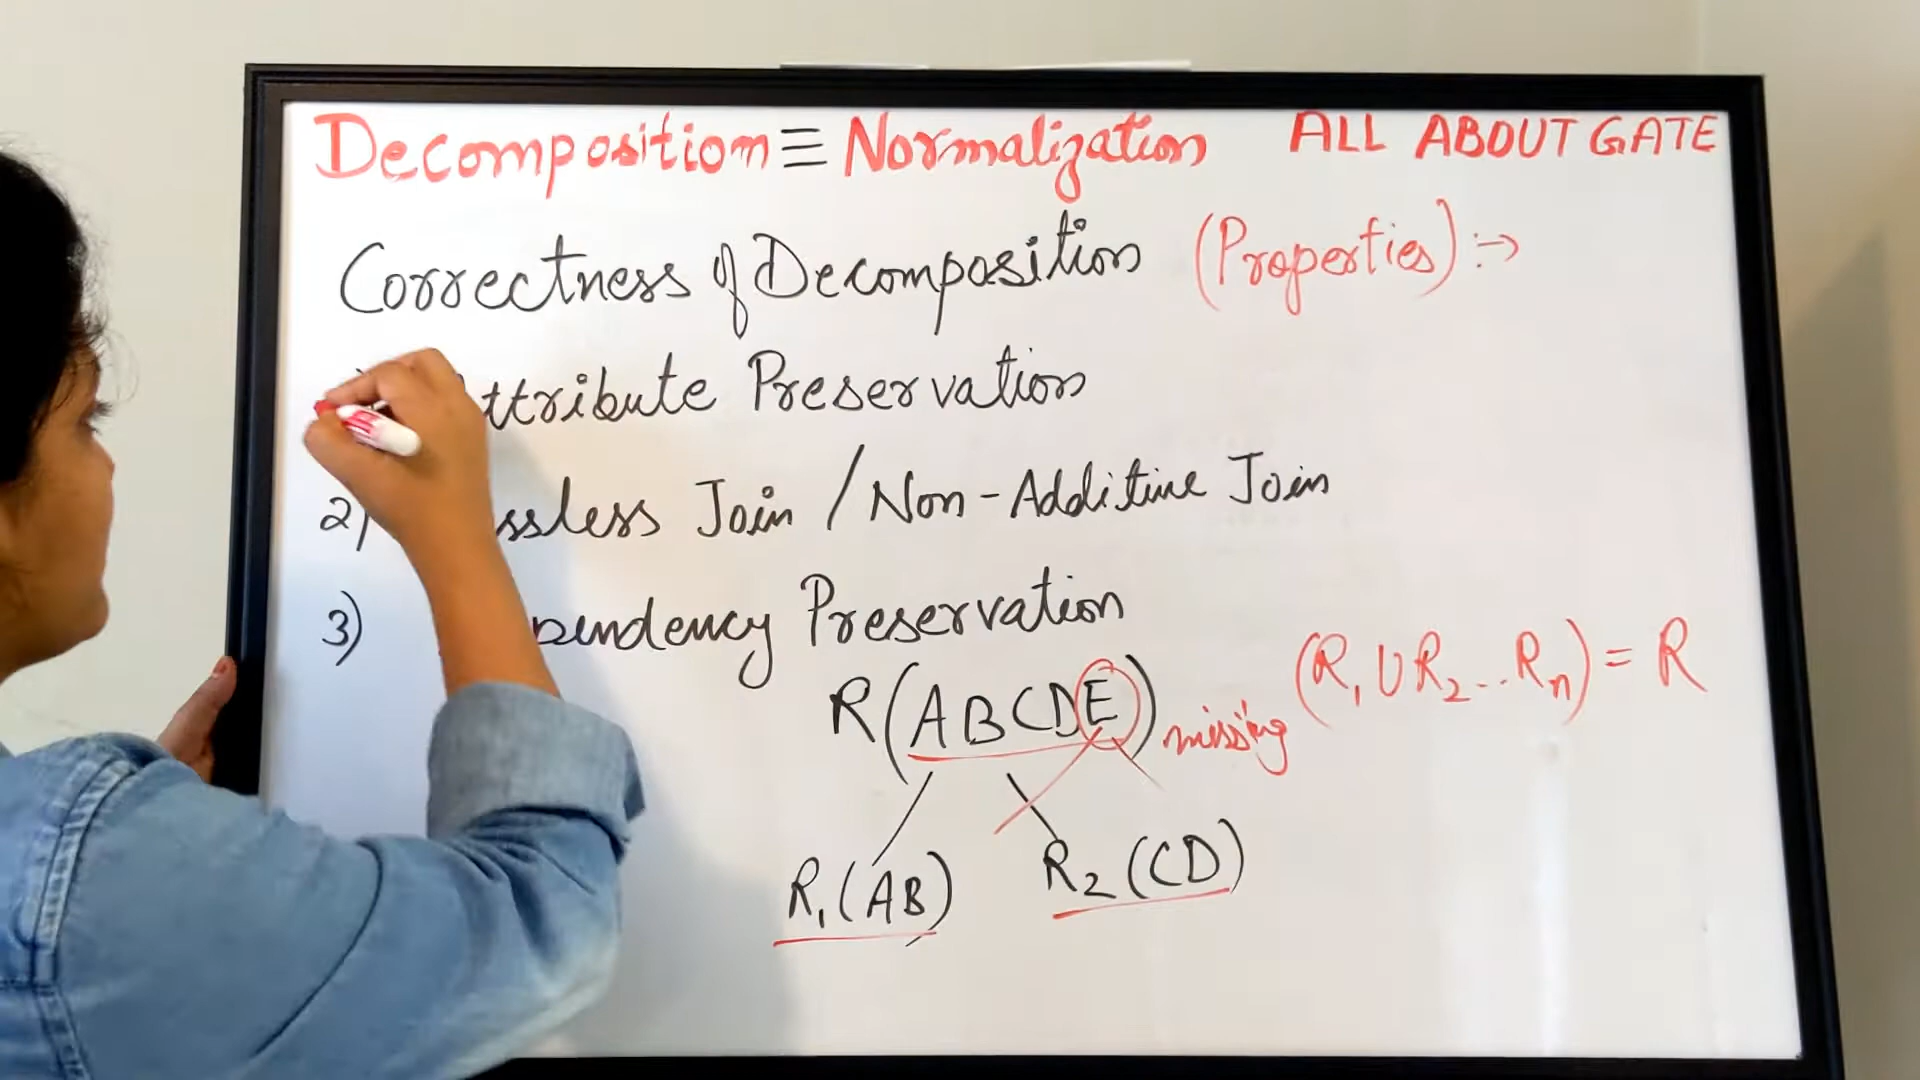 Decomposition ≡ Normalization ALL ABOUT GATE
Correctness of Decomposition (Properties) :→
ttribute Preservation
2) ssless Join / Non-Additive Join
3) pendency Preservation
R(ABCDE) missing (R1 U R2 .. Rn) = R
R1(AB) R2(CD)